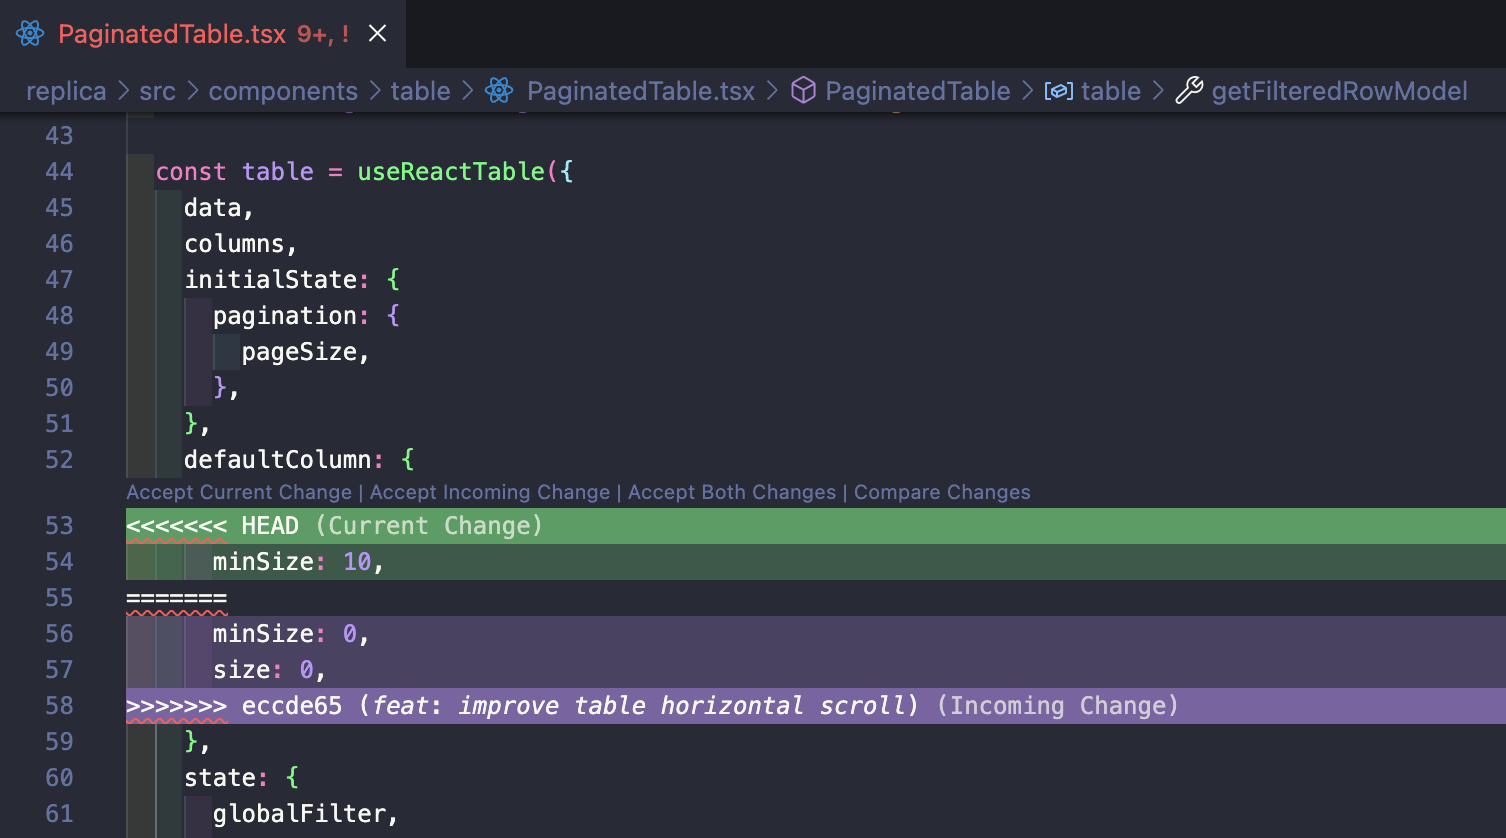 PaginatedTable.tsx 9+, !
replica > src > components > table > PaginatedTable.tsx > PaginatedTable > table > getFilteredRowModel
43
44 const table = useReactTable({
45 data,
46 columns,
47 initialState: {
48 pagination: {
49 pageSize,
50 },
51 },
52 defaultColumn: {
Accept Current Change | Accept Incoming Change | Accept Both Changes | Compare Changes
53 <<<<<<< HEAD (Current Change)
54 minSize: 10,
55 =======
56 minSize: 0,
57 size: 0,
58 >>>>>>> eccde65 (feat: improve table horizontal scroll) (Incoming Change)
59 },
60 state: {
61 globalFilter,